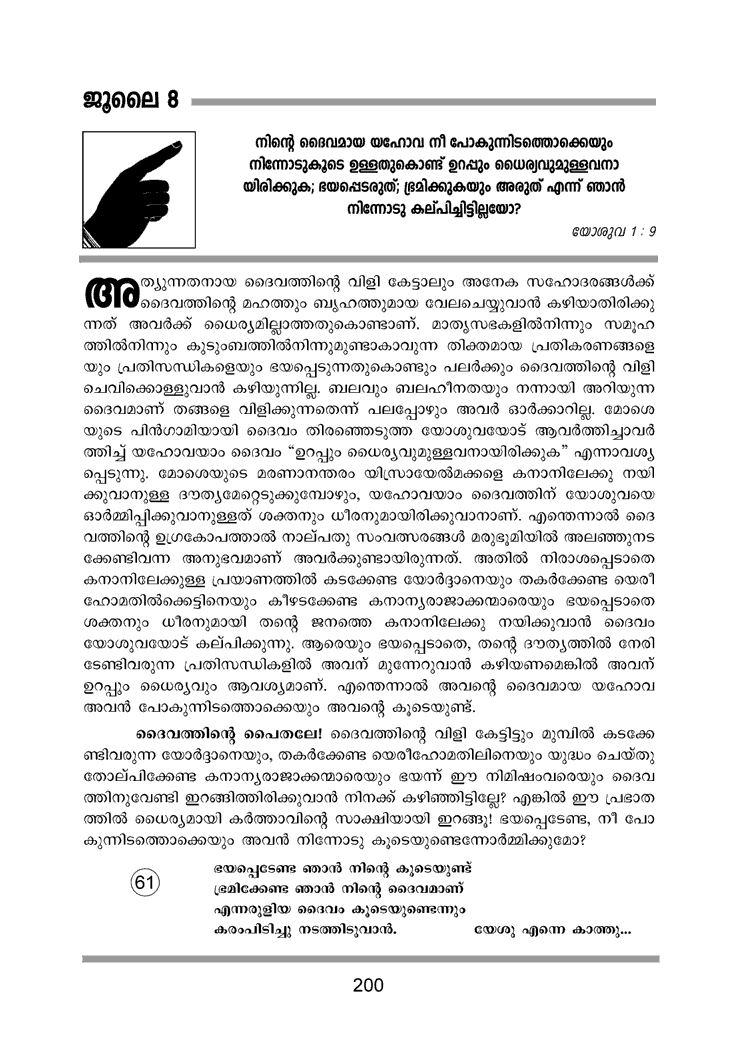 ജൂലൈ 8
നിന്റെ ദൈവമായ യഹോവ നീ പോകുന്നിടത്തൊക്കെയും
നിന്നോടുകൂടെ ഉള്ളതുകൊണ്ട് ഉറപ്പും ധൈര്യവുമുള്ളവനാ
യിരിക്കുക; ഭയപ്പെടരുത്; ഭ്രമിക്കുകയും അരുത് എന്ന് ഞാൻ
നിന്നോടു കല്പിച്ചിട്ടില്ലയോ?
യോശുവ 1 : 9
അത്യുന്നതനായ ദൈവത്തിന്റെ വിളി കേട്ടാലും അനേക സഹോദരങ്ങൾക്ക്
ദൈവത്തിന്റെ മഹത്തും ബൃഹത്തുമായ വേലചെയ്യുവാൻ കഴിയാതിരിക്കു
ന്നത് അവർക്ക് ധൈര്യമില്ലാത്തതുകൊണ്ടാണ്. മാതൃസഭകളിൽനിന്നും സമൂഹ
ത്തിൽനിന്നും കുടുംബത്തിൽനിന്നുമുണ്ടാകാവുന്ന തിക്തമായ പ്രതികരണങ്ങളെ
യും പ്രതിസന്ധികളെയും ഭയപ്പെടുന്നതുകൊണ്ടും പലർക്കും ദൈവത്തിന്റെ വിളി
ചെവിക്കൊള്ളുവാൻ കഴിയുന്നില്ല. ബലവും ബലഹീനതയും നന്നായി അറിയുന്ന
ദൈവമാണ് തങ്ങളെ വിളിക്കുന്നതെന്ന് പലപ്പോഴും അവർ ഓർക്കാറില്ല. മോശെ
യുടെ പിൻഗാമിയായി ദൈവം തിരഞ്ഞെടുത്ത യോശുവയോട് ആവർത്തിച്ചാവർ
ത്തിച്ച് യഹോവയാം ദൈവം “ഉറപ്പും ധൈര്യവുമുള്ളവനായിരിക്കുക” എന്നാവശ്യ
പ്പെടുന്നു. മോശെയുടെ മരണാനന്തരം യിസ്രായേൽമക്കളെ കനാനിലേക്കു നയി
ക്കുവാനുള്ള ദൗത്യമേറ്റെടുക്കുമ്പോഴും, യഹോവയാം ദൈവത്തിന് യോശുവയെ
ഓർമ്മിപ്പിക്കുവാനുള്ളത് ശക്തനും ധീരനുമായിരിക്കുവാനാണ്. എന്തെന്നാൽ ദൈ
വത്തിന്റെ ഉഗ്രകോപത്താൽ നാല്പതു സംവത്സരങ്ങൾ മരുഭൂമിയിൽ അലഞ്ഞുനട
ക്കേണ്ടിവന്ന അനുഭവമാണ് അവർക്കുണ്ടായിരുന്നത്. അതിൽ നിരാശപ്പെടാതെ
കനാനിലേക്കുള്ള പ്രയാണത്തിൽ കടക്കേണ്ട യോർദ്ദാനെയും തകർക്കേണ്ട യെരീ
ഹോമതിൽക്കെട്ടിനെയും കീഴടക്കേണ്ട കനാന്യരാജാക്കന്മാരെയും ഭയപ്പെടാതെ
ശക്തനും ധീരനുമായി തന്റെ ജനത്തെ കനാനിലേക്കു നയിക്കുവാൻ ദൈവം
യോശുവയോട് കല്പിക്കുന്നു. ആരെയും ഭയപ്പെടാതെ, തന്റെ ദൗത്യത്തിൽ നേരി
ടേണ്ടിവരുന്ന പ്രതിസന്ധികളിൽ അവന് മുന്നേറുവാൻ കഴിയണമെങ്കിൽ അവന്
ഉറപ്പും ധൈര്യവും ആവശ്യമാണ്. എന്തെന്നാൽ അവന്റെ ദൈവമായ യഹോവ
അവൻ പോകുന്നിടത്തൊക്കെയും അവന്റെ കൂടെയുണ്ട്.
ദൈവത്തിന്റെ പൈതലേ! ദൈവത്തിന്റെ വിളി കേട്ടിട്ടും മുമ്പിൽ കടക്കേ
ണ്ടിവരുന്ന യോർദ്ദാനെയും, തകർക്കേണ്ട യെരീഹോമതിലിനെയും യുദ്ധം ചെയ്തു
തോല്പിക്കേണ്ട കനാന്യരാജാക്കന്മാരെയും ഭയന്ന് ഈ നിമിഷംവരെയും ദൈവ
ത്തിനുവേണ്ടി ഇറങ്ങിത്തിരിക്കുവാൻ നിനക്ക് കഴിഞ്ഞിട്ടില്ലേ? എങ്കിൽ ഈ പ്രഭാത
ത്തിൽ ധൈര്യമായി കർത്താവിന്റെ സാക്ഷിയായി ഇറങ്ങൂ! ഭയപ്പെടേണ്ട, നീ പോ
കുന്നിടത്തൊക്കെയും അവൻ നിന്നോടു കൂടെയുണ്ടെന്നോർമ്മിക്കുമോ?
ഭയപ്പെടേണ്ട ഞാൻ നിന്റെ കൂടെയുണ്ട്
61 ഭ്രമിക്കേണ്ട ഞാൻ നിന്റെ ദൈവമാണ്
എന്നരുളിയ ദൈവം കൂടെയുണ്ടെന്നും
കരംപിടിച്ചു നടത്തിടുവാൻ. യേശു എന്നെ കാത്തു...
200